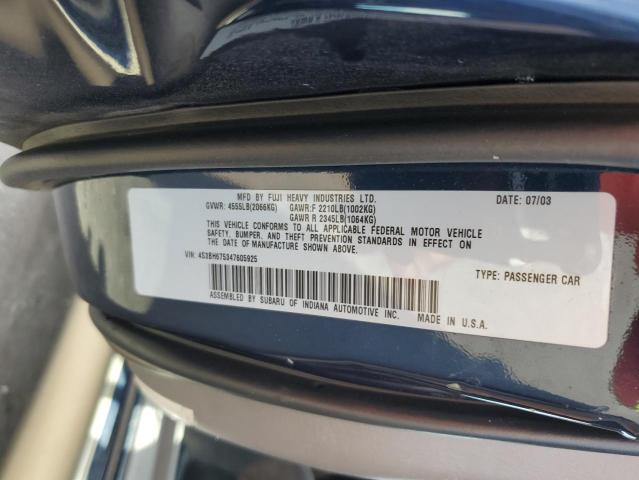 MFD BY FUJI HEAVY INDUSTRIES LTD. DATE: 07/03
GVWR: 4555LB(2066KG) GAWR:F 2210LB(1002KG)
GAWR R 2345LB(1064KG)
THIS VEHICLE CONFORMS TO ALL APPLICABLE FEDERAL MOTOR VEHICLE
SAFETY, BUMPER, AND THEFT PREVENTION STANDARDS IN EFFECT ON
THE DATE OF MANUFACTURE SHOWN ABOVE.
VIN: 4S3BH675347605925 TYPE: PASSENGER CAR
ASSEMBLED BY SUBARU OF INDIANA AUTOMOTIVE INC. MADE IN U.S.A.